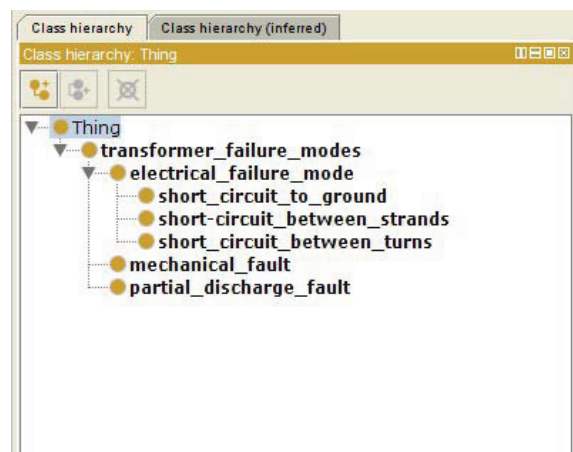 Class hierarchy Class hierarchy (inferred)
Class hierarchy: Thing
Thing
transformer_failure_modes
electrical_failure_mode
short_circuit_to_ground
short-circuit_between_strands
short_circuit_between_turns
mechanical_fault
partial_discharge_fault